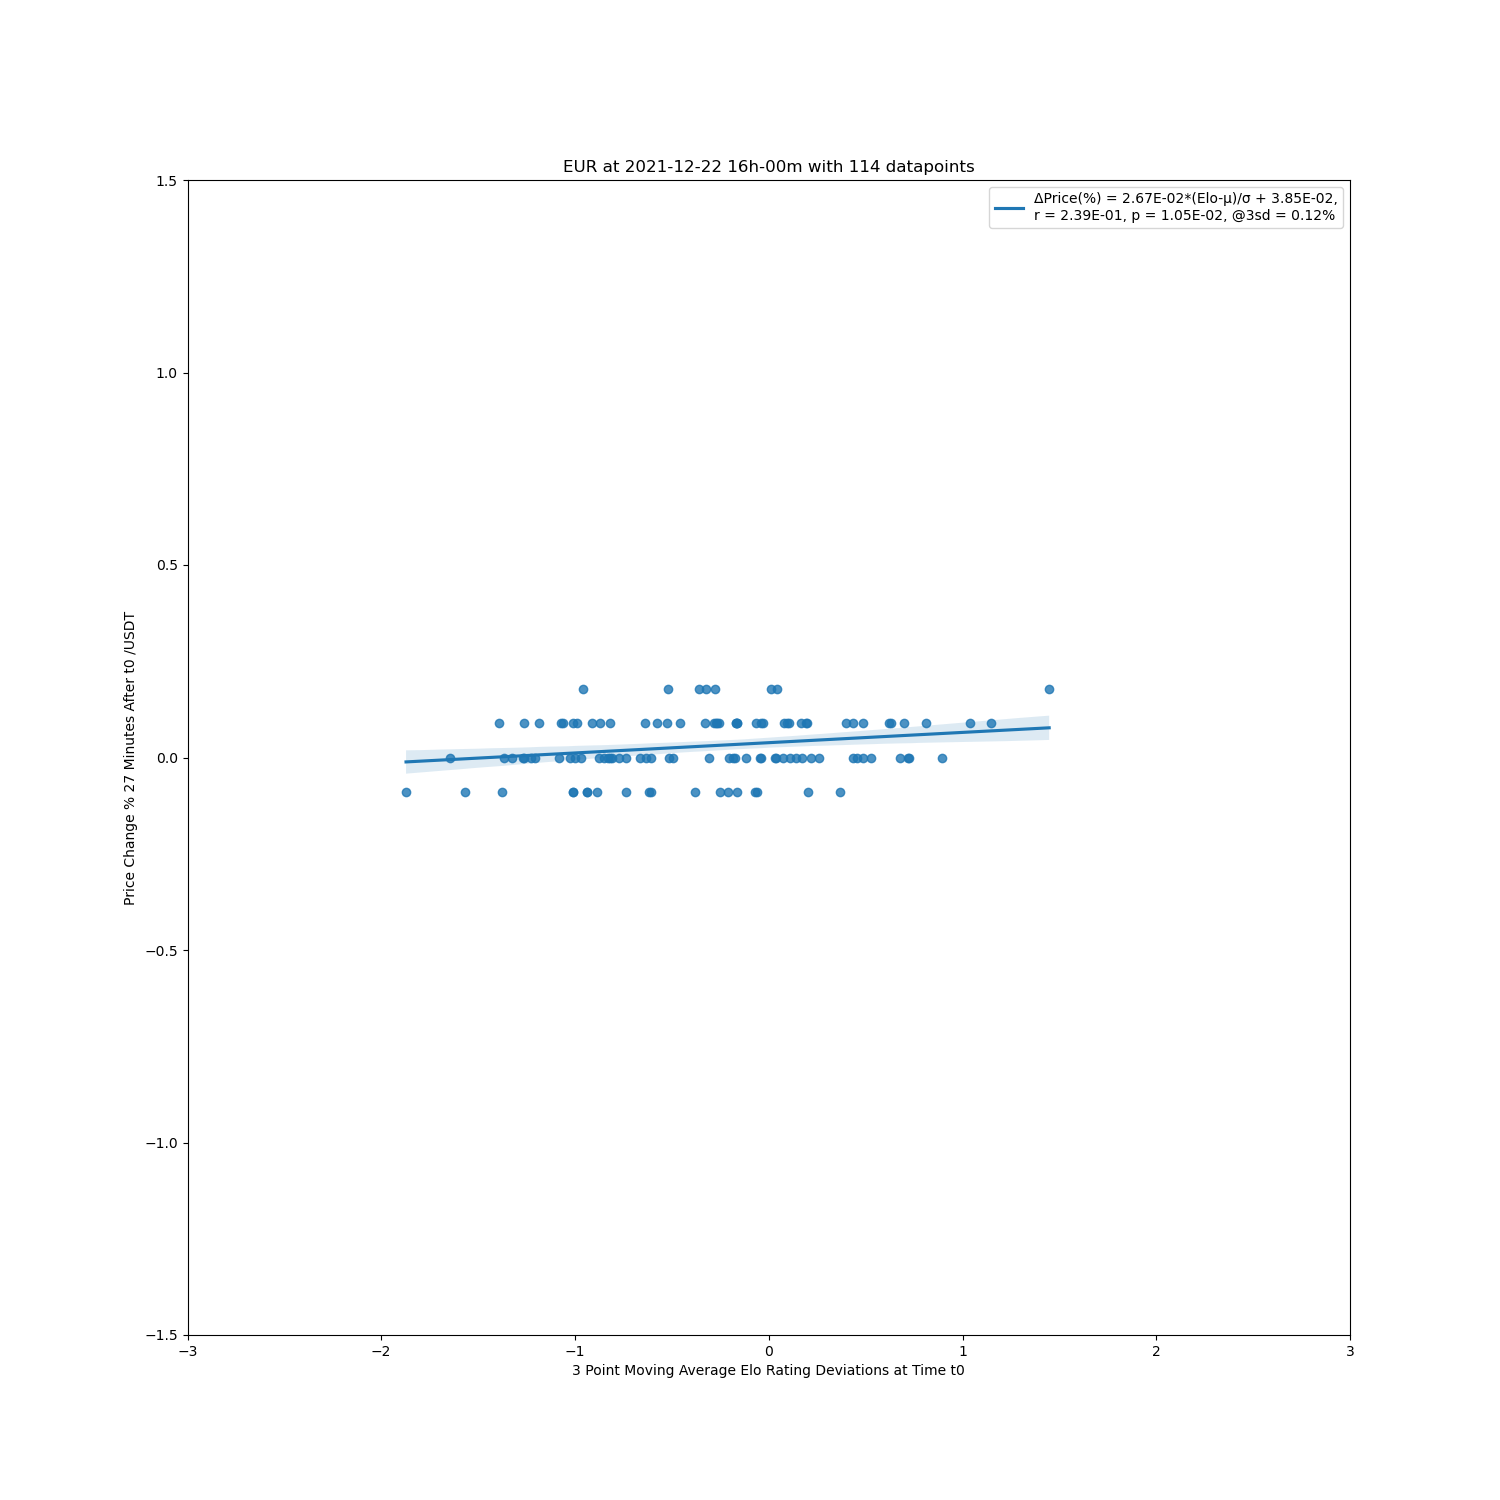 EUR at 2021-12-22 16h-00m with 114 datapoints
ΔPrice(%) = 2.67E-02*(Elo-μ)/σ + 3.85E-02,
r = 2.39E-01, p = 1.05E-02, @3sd = 0.12%
Price Change % 27 Minutes After t0 /USDT
1.5
1.0
0.5
0.0
−0.5
−1.0
−1.5
−3 −2 −1 0 1 2 3
3 Point Moving Average Elo Rating Deviations at Time t0